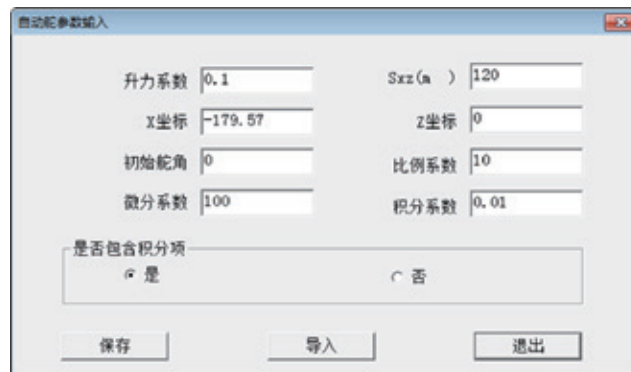 自动舵参数输入
升力系数 0.1 Sxz(m ) 120
X坐标 -179.57 Z坐标 0
初始舵角 0 比例系数 10
微分系数 100 积分系数 0.01
是否包含积分项
是 否
保存 导入 退出